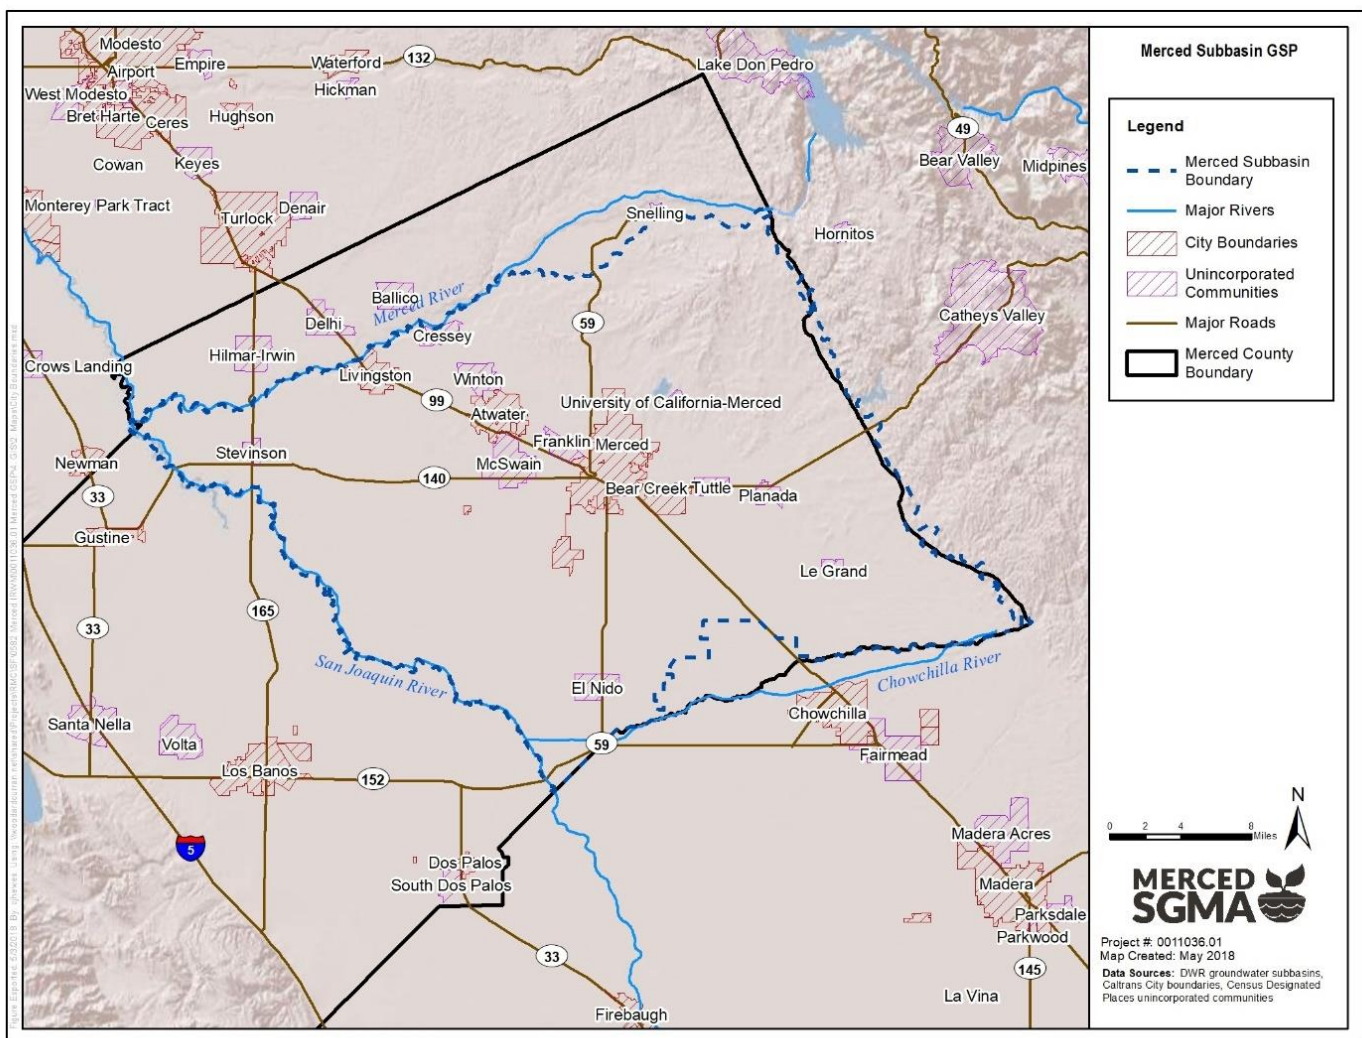 Modesto
Empire
Waterford
132
Lake Don Pedro
Airport
Hickman
West Modesto
Bret Harte
Ceres
Hughson
49
Cowan
Keyes
Bear Valley
Midpines
Monterey Park Tract
Turlock
Denair
Snelling
Hornitos
Ballico
Merced River
Catheys Valley
Delhi
Cressey
59
Crows Landing
Hilmar-Irwin
Livingston
Winton
99
Atwater
University of California-Merced
Franklin
Merced
Newman
Stevinson
McSwain
140
33
Bear Creek
Tuttle
Planada
Gustine
Le Grand
165
33
San Joaquin River
El Nido
Chowchilla River
Santa Nella
Volta
59
Chowchilla
Fairmead
Los Banos
152
5
Madera Acres
Dos Palos
South Dos Palos
Madera
Parksdale
Parkwood
33
145
La Vina
Firebaugh
Merced Subbasin GSP
Legend
Merced Subbasin
Boundary
Major Rivers
City Boundaries
Unincorporated
Communities
Major Roads
Merced County
Boundary
N
0 2 4 8
Miles
MERCED
SGMA
Project #: 0011036.01
Map Created: May 2018
Data Sources: DWR groundwater subbasins,
Caltrans City boundaries, Census Designated
Places unincorporated communities